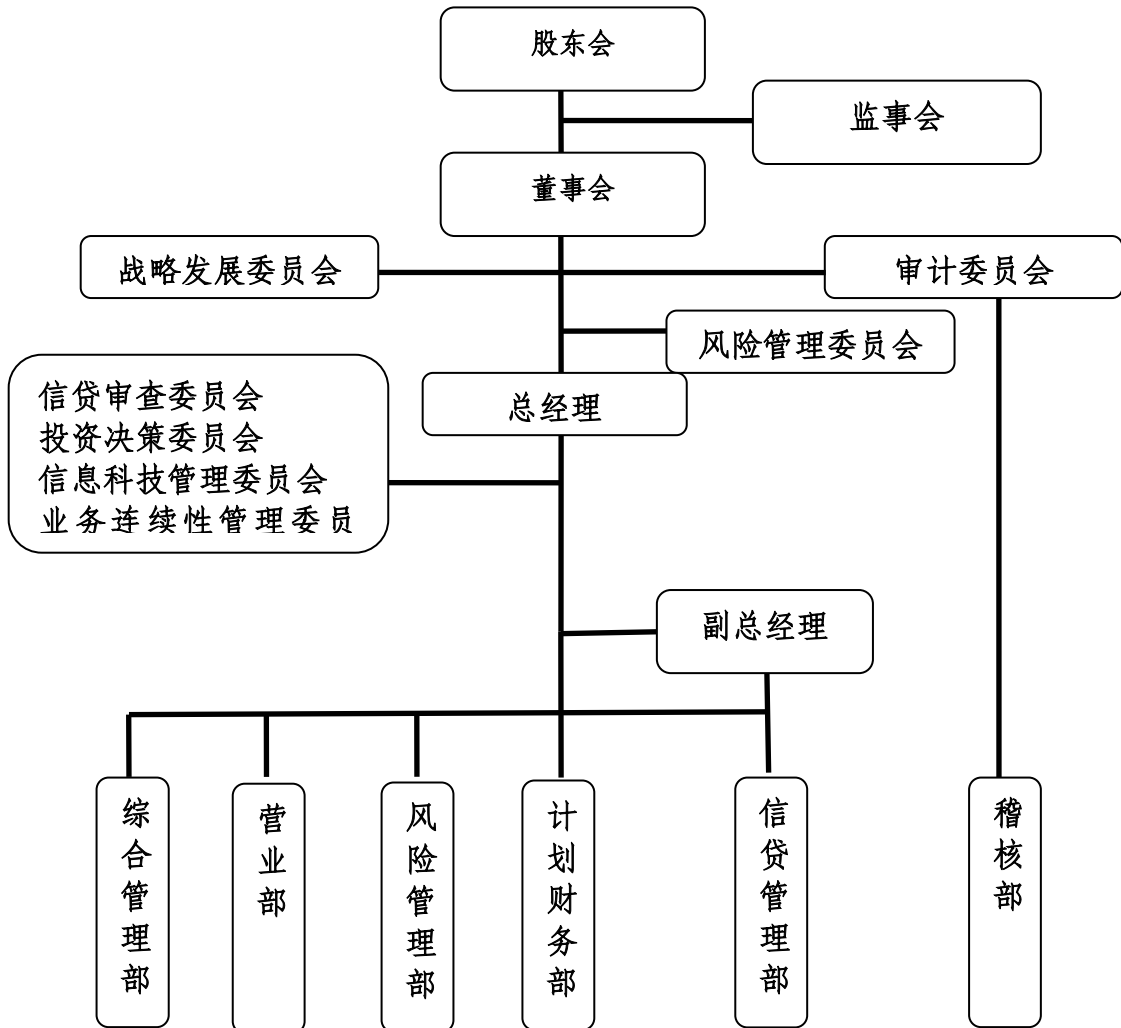 股东会
监事会
董事会
战略发展委员会
审计委员会
风险管理委员会
信贷审查委员会
投资决策委员会
信息科技管理委员会
业务连续性管理委员
总经理
副总经理
综合管理部
营业部
风险管理部
计划财务部
信贷管理部
稽核部